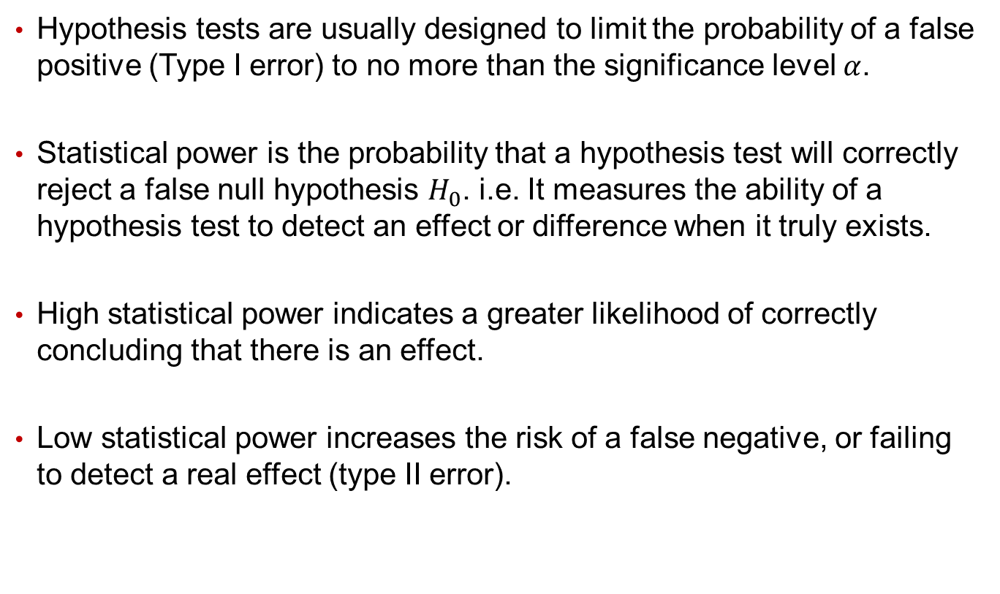 • Hypothesis tests are usually designed to limit the probability of a false
positive (Type I error) to no more than the significance level α.
• Statistical power is the probability that a hypothesis test will correctly
reject a false null hypothesis H₀. i.e. It measures the ability of a
hypothesis test to detect an effect or difference when it truly exists.
• High statistical power indicates a greater likelihood of correctly
concluding that there is an effect.
• Low statistical power increases the risk of a false negative, or failing
to detect a real effect (type II error).